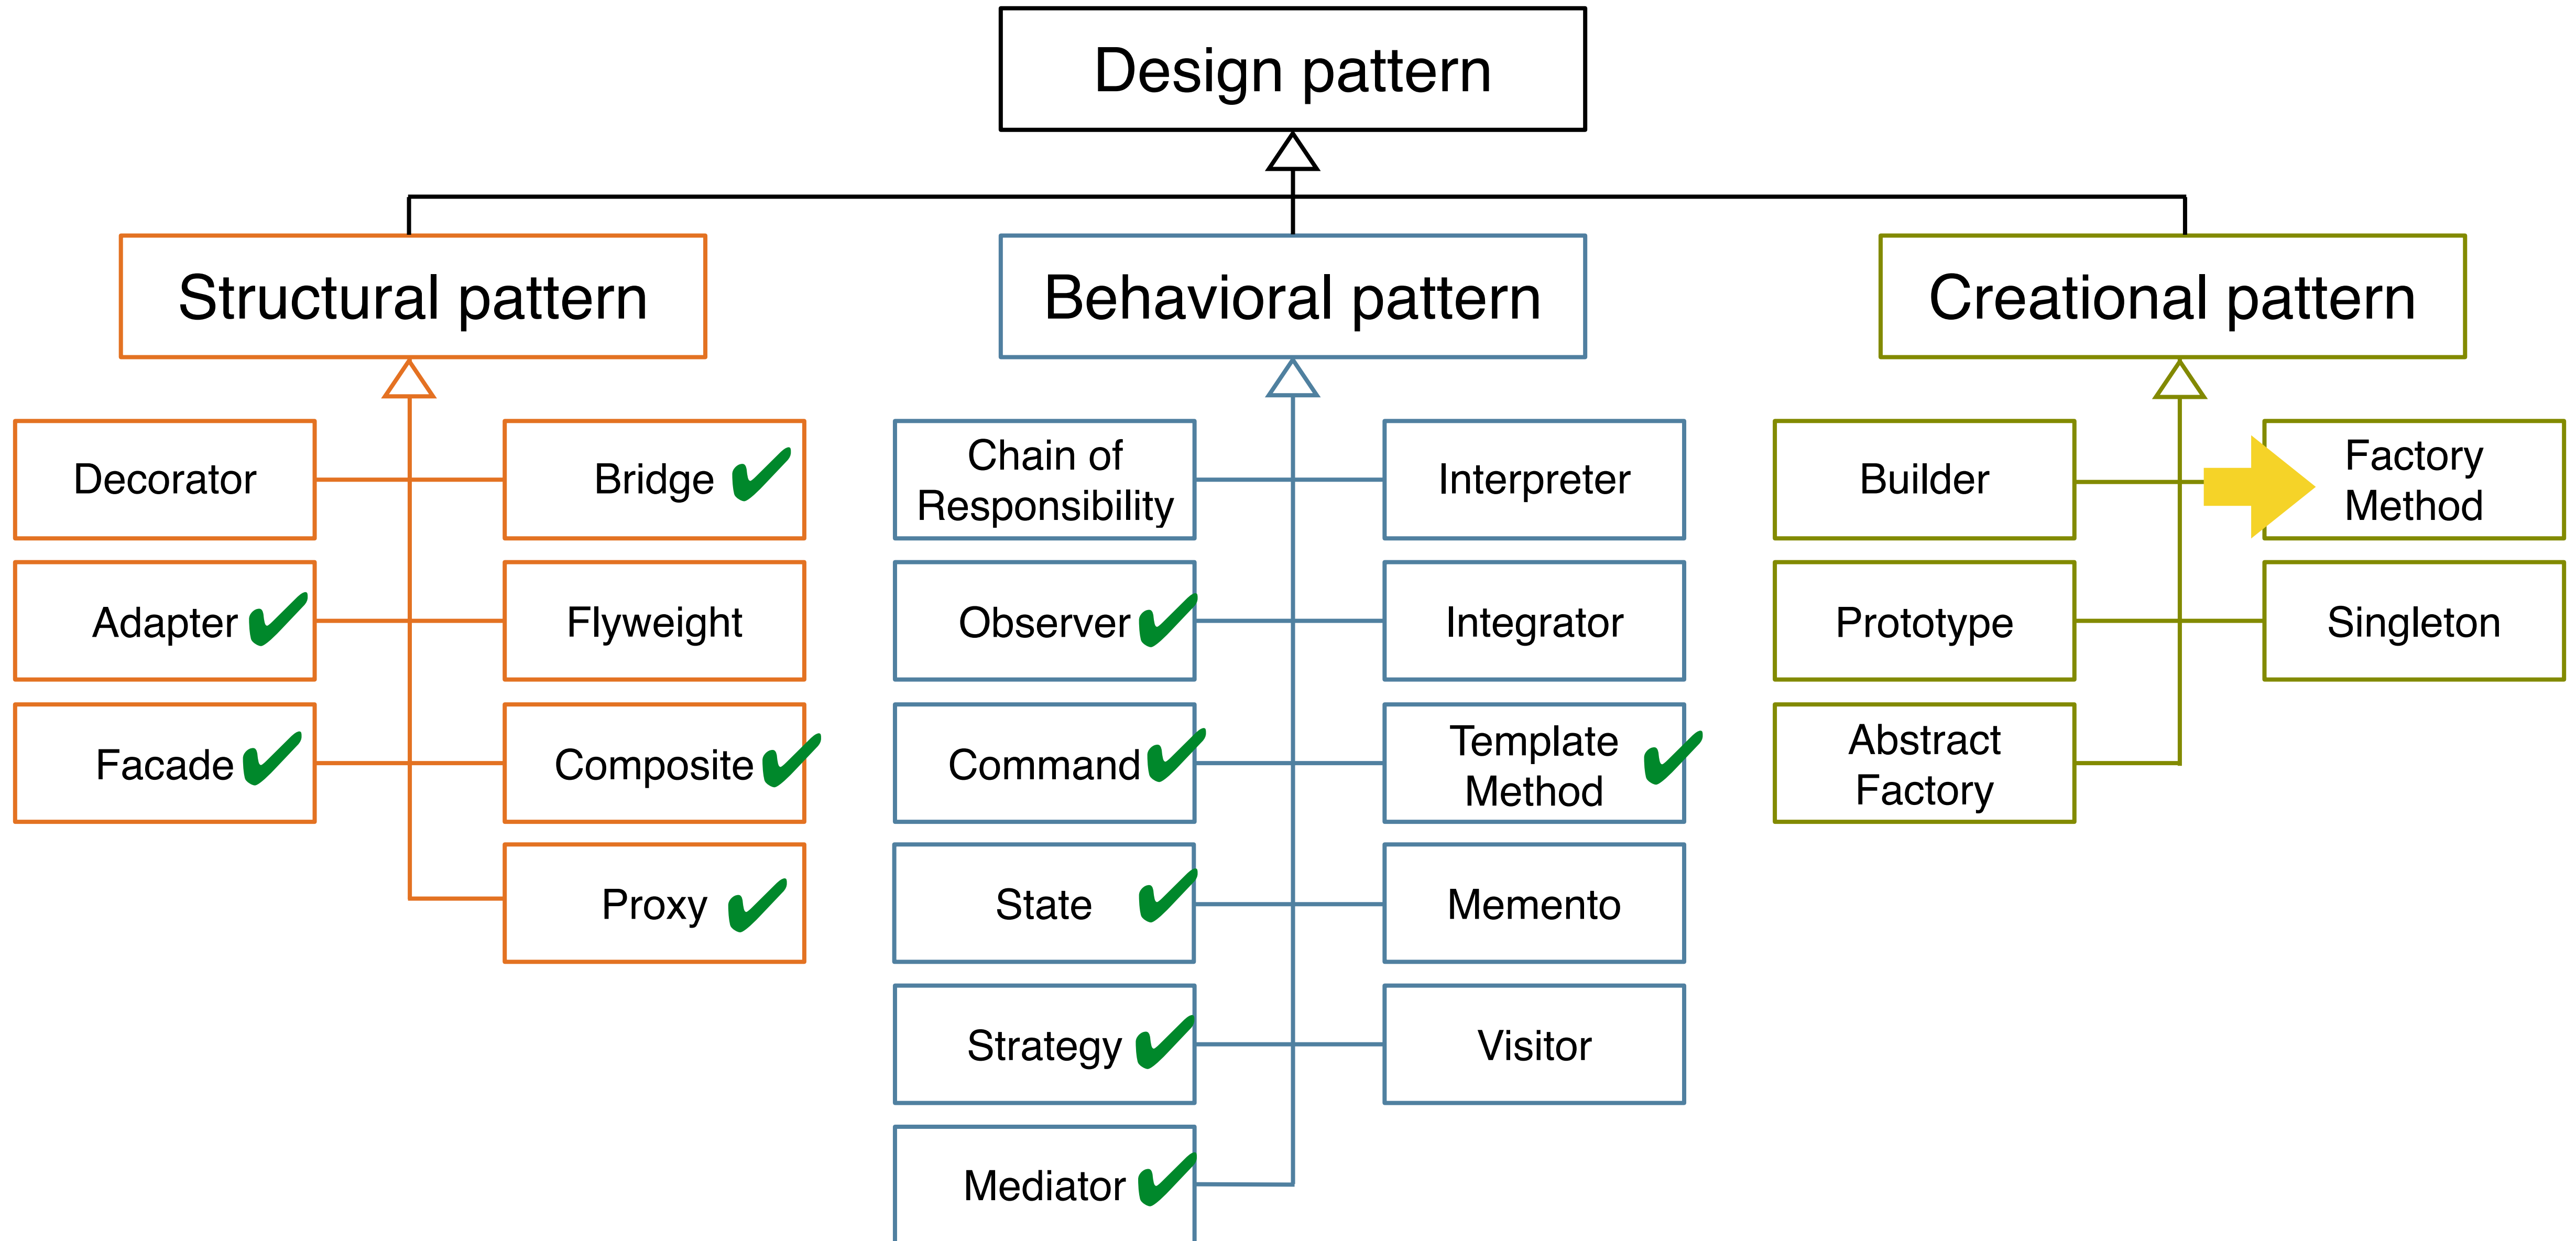 Design pattern
Structural pattern
Behavioral pattern
Creational pattern
Decorator
Bridge
Adapter
Flyweight
Facade
Composite
Proxy
Chain of
Responsibility
Interpreter
Observer
Integrator
Command
Template
Method
State
Memento
Strategy
Visitor
Mediator
Builder
Factory
Method
Prototype
Singleton
Abstract
Factory